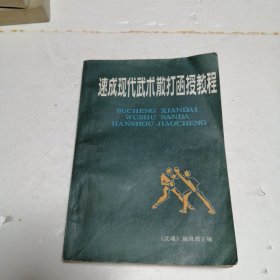 速成现代武术散打函授教程
SUCHENG XIANDAI
WUSHU SANDA
HANSHOU JIAOCHENG
《武魂》编辑部主编